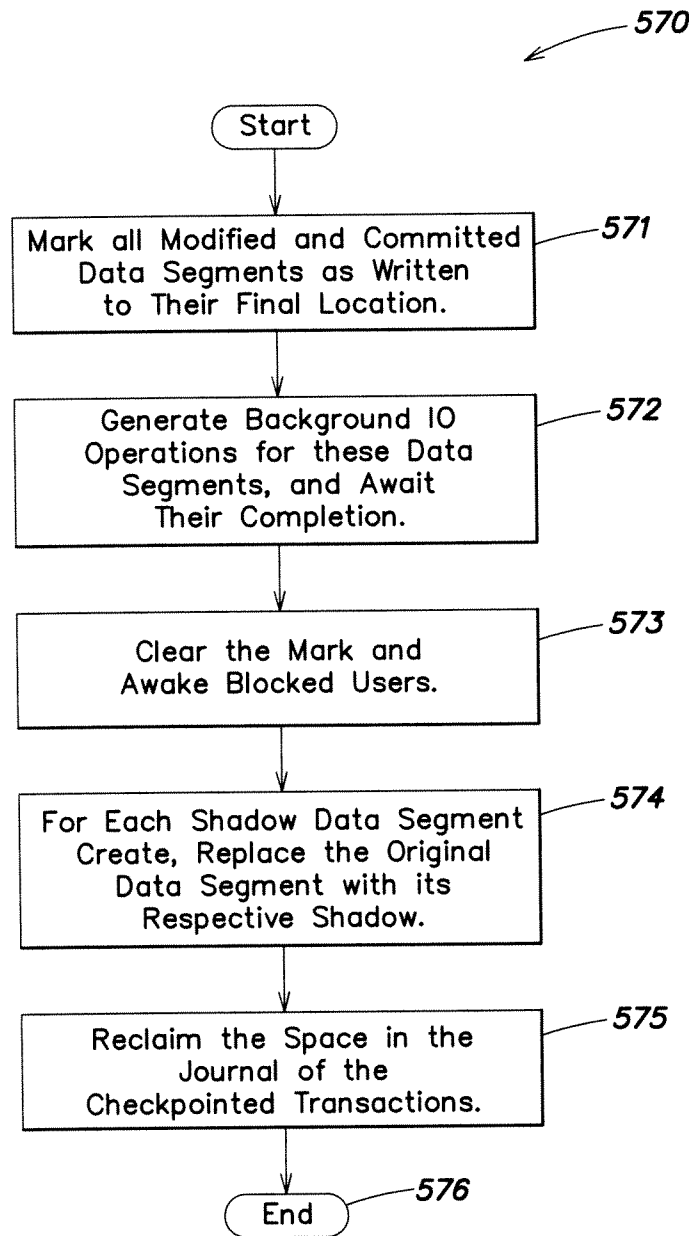 570
Start
Mark all Modified and Committed
Data Segments as Written
to Their Final Location.
571
Generate Background IO
Operations for these Data
Segments, and Await
Their Completion.
572
Clear the Mark and
Awake Blocked Users.
573
For Each Shadow Data Segment
Create, Replace the Original
Data Segment with its
Respective Shadow.
574
Reclaim the Space in the
Journal of the
Checkpointed Transactions.
575
End
576